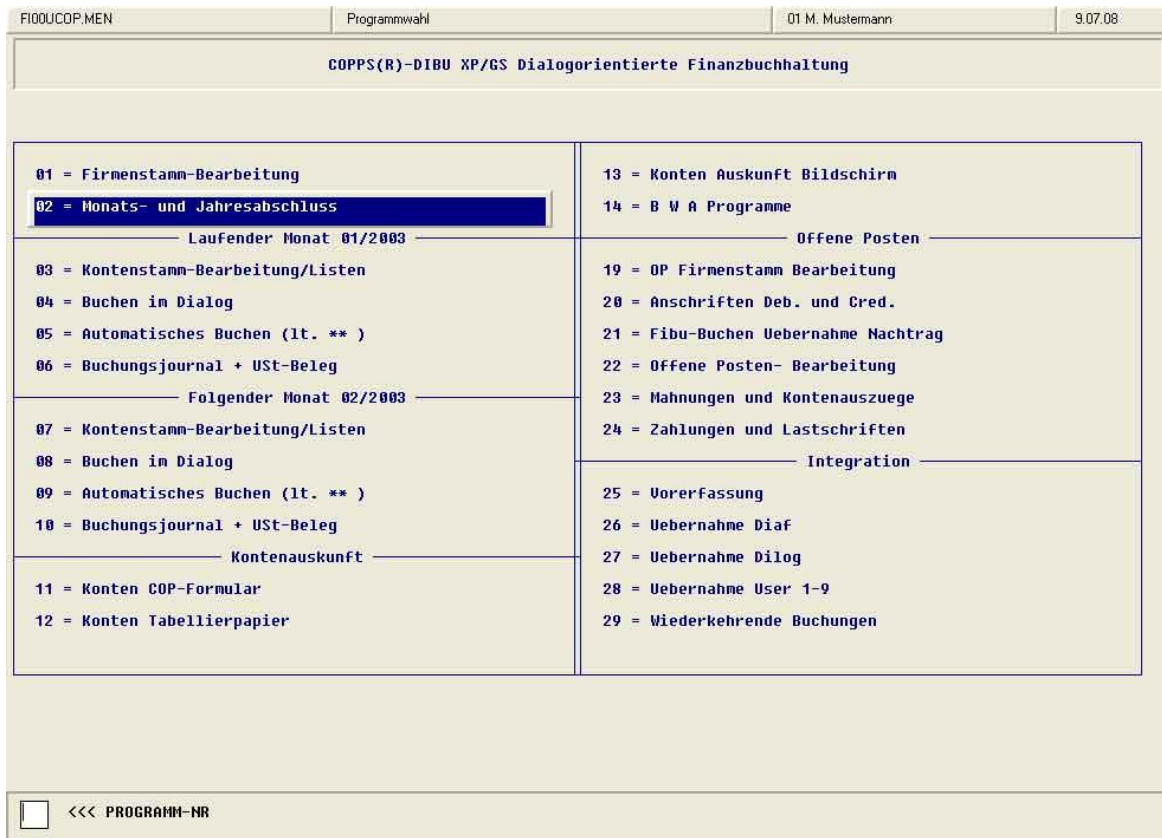 FI00UCOP.MEN Programmwahl 01 M. Mustermann 9.07.08
COPPS(R)-DIBU XP/GS Dialogorientierte Finanzbuchhaltung
01 = Firmenstamm-Bearbeitung
02 = Monats- und Jahresabschluss
Laufender Monat 01/2003
03 = Kontenstamm-Bearbeitung/Listen
04 = Buchen im Dialog
05 = Automatisches Buchen (lt. ** )
06 = Buchungsjournal + USt-Beleg
Folgender Monat 02/2003
07 = Kontenstamm-Bearbeitung/Listen
08 = Buchen im Dialog
09 = Automatisches Buchen (lt. ** )
10 = Buchungsjournal + USt-Beleg
Kontenauskunft
11 = Konten COP-Formular
12 = Konten Tabellierpapier
13 = Konten Auskunft Bildschirm
14 = B W A Programme
Offene Posten
19 = OP Firmenstamm Bearbeitung
20 = Anschriften Deb. und Cred.
21 = Fibu-Buchen Uebernahme Nachtrag
22 = Offene Posten- Bearbeitung
23 = Mahnungen und Kontenauszuege
24 = Zahlungen und Lastschriften
Integration
25 = Vorerfassung
26 = Uebernahme Diaf
27 = Uebernahme Dilog
28 = Uebernahme User 1-9
29 = Wiederkehrende Buchungen
<<< PROGRAMM-NR